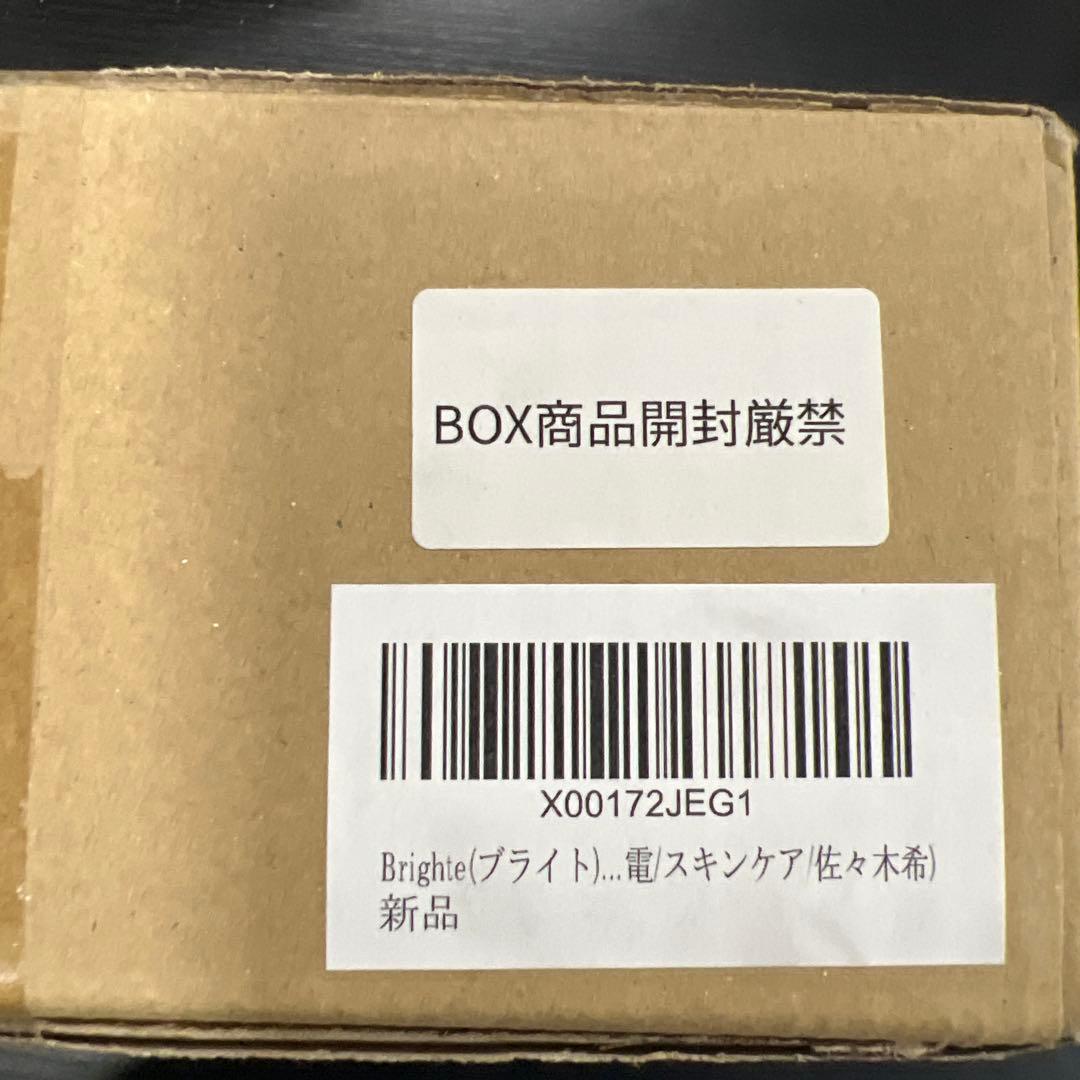 BOX商品開封厳禁
X00172JEG1
Brighte(ブライト)...電/スキンケア/佐々木希)
新品